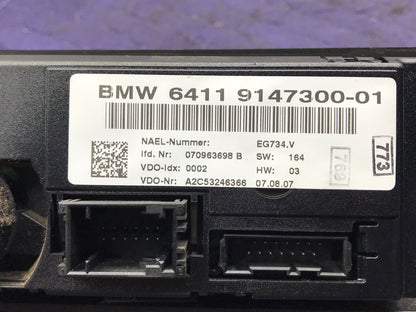 BMW 6411 9147300-01
NAEL-Nummer: EG734.V
lfd. Nr: 070963698 B SW: 164
VDO-Idx: 0002 HW: 03
VDO-Nr: A2C53246366 07.08.07
769
773